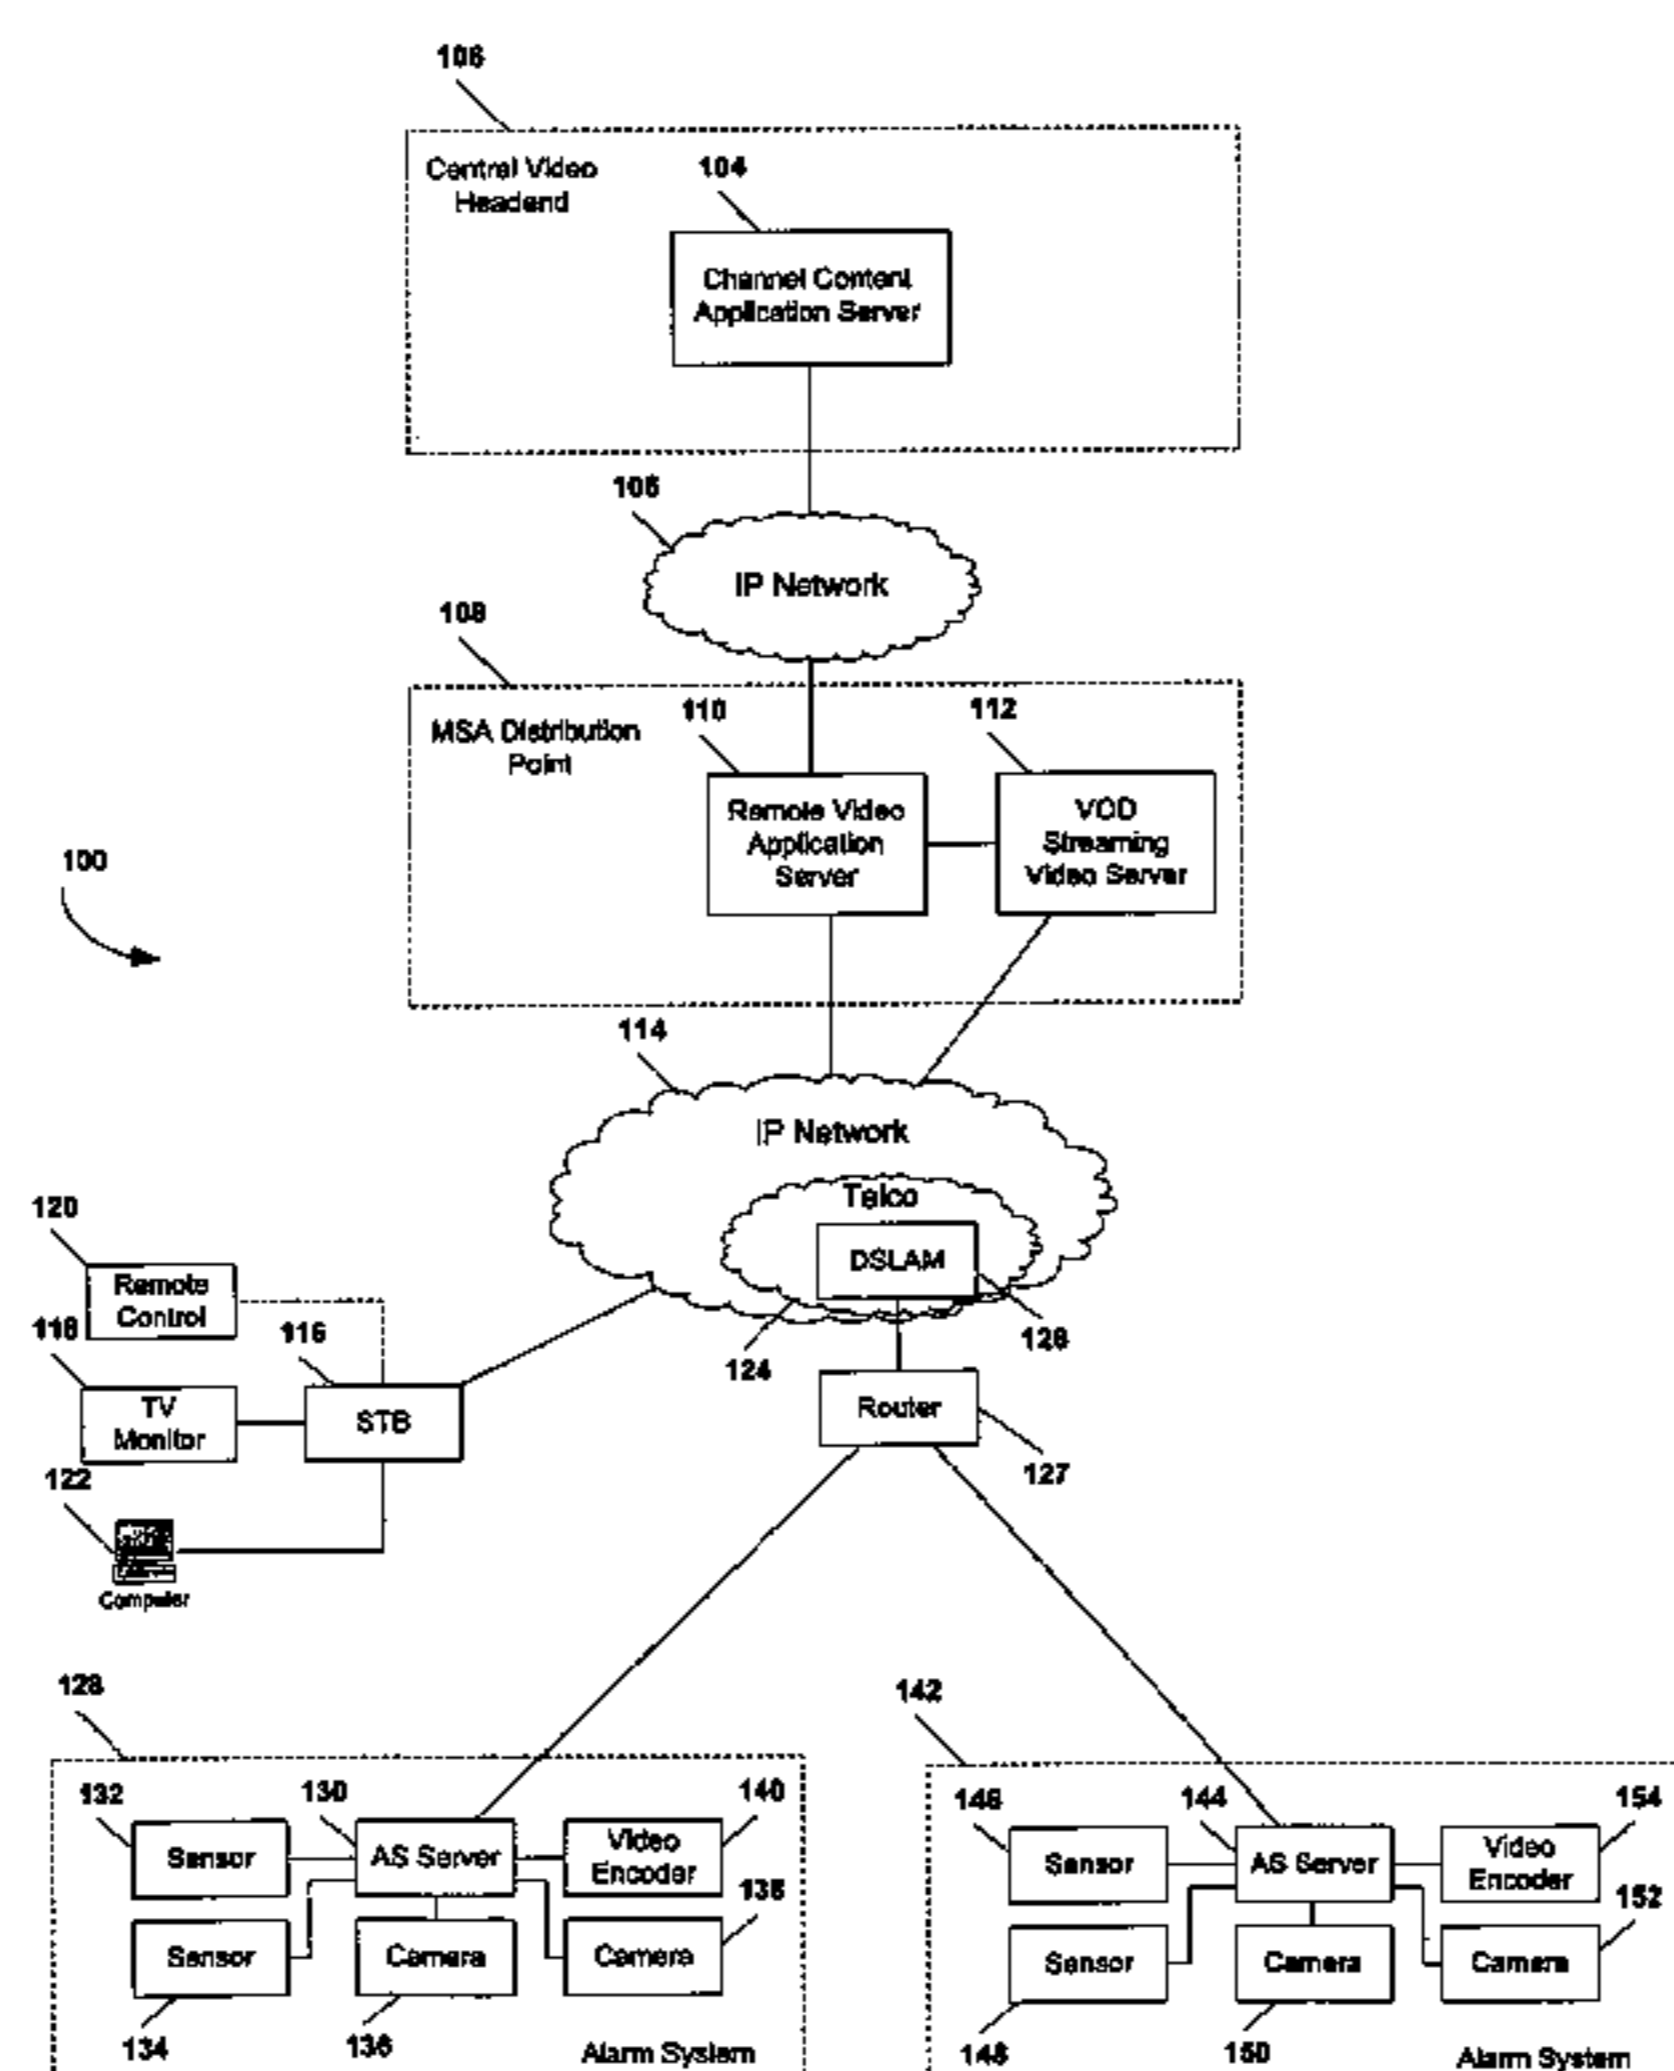 106
Central Video
Headend
104
Channel Content
Application Server
105
IP Network
108
MSA Distribution
Point
110
112
Remote Video
Application
Server
VOD
Streaming
Video Server
100
114
IP Network
Telco
DSLAM
120
Remote
Control
118
116
124
126
TV
Monitor
STB
Router
122
127
Computer
128
142
132
130
140
Sensor
AS Server
Video
Encoder
138
Sensor
Camera
Camera
134
136
Alarm System
146
144
154
Sensor
AS Server
Video
Encoder
152
Sensor
Camera
Camera
148
150
Alarm System